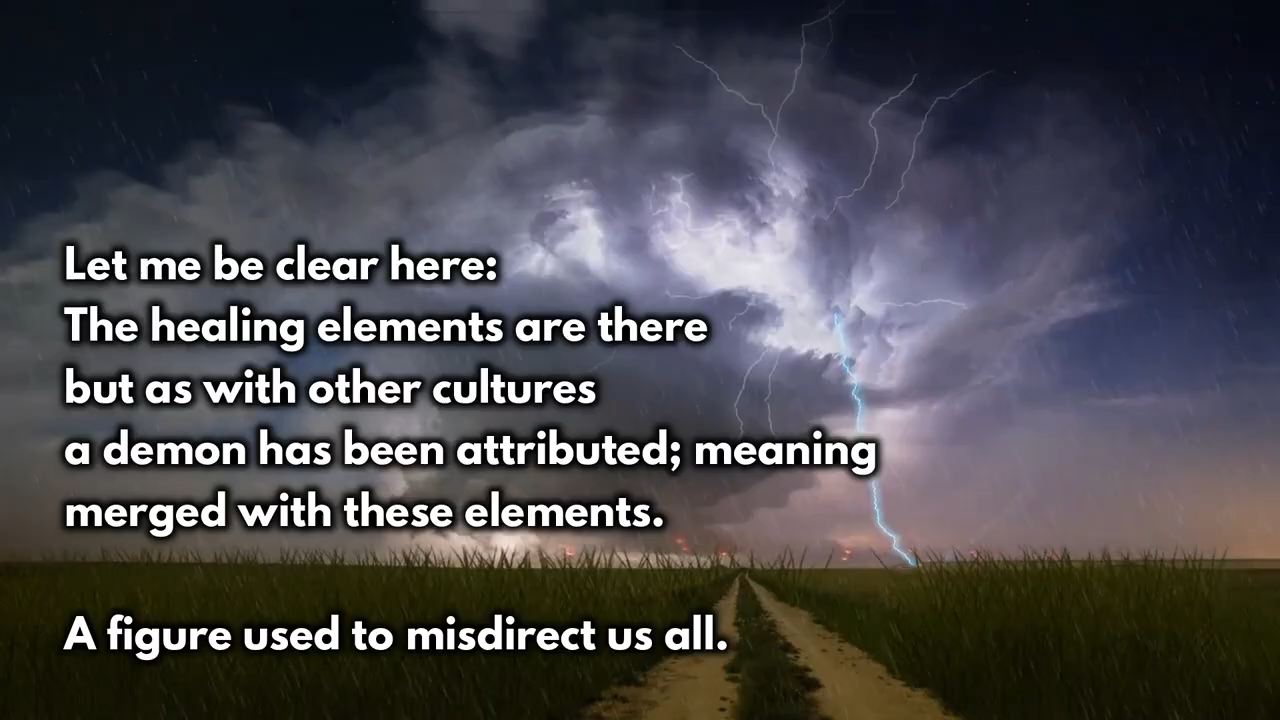 Let me be clear here:
The healing elements are there
but as with other cultures
a demon has been attributed; meaning
merged with these elements.
A figure used to misdirect us all.